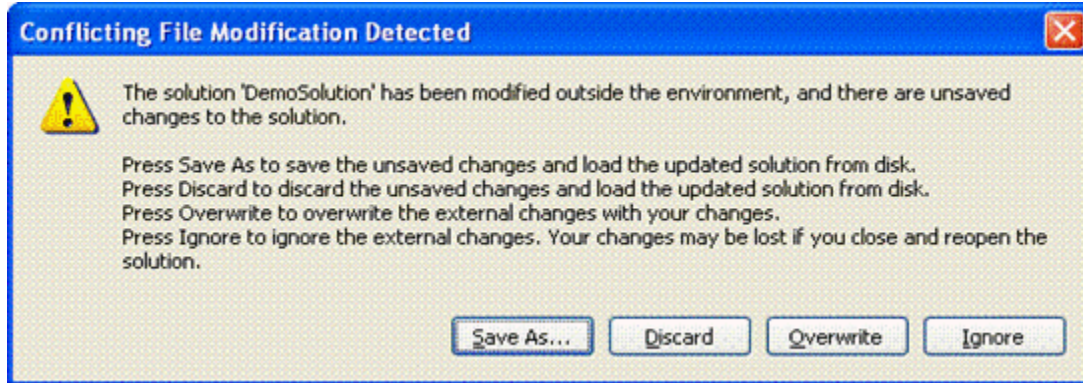 Conflicting File Modification Detected
The solution 'DemoSolution' has been modified outside the environment, and there are unsaved
changes to the solution.
Press Save As to save the unsaved changes and load the updated solution from disk.
Press Discard to discard the unsaved changes and load the updated solution from disk.
Press Overwrite to overwrite the external changes with your changes.
Press Ignore to ignore the external changes. Your changes may be lost if you close and reopen the
solution.
Save As... Discard Overwrite Ignore